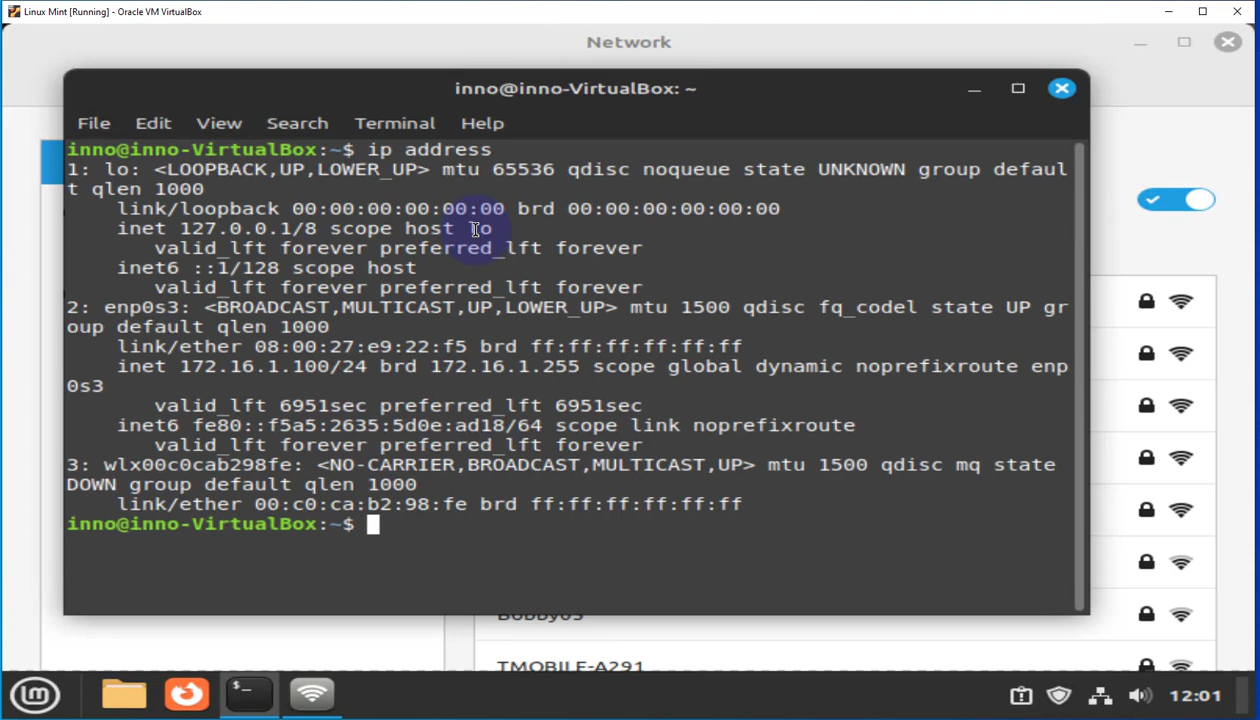 Linux Mint [Running] - Oracle VM VirtualBox
Network
inno@inno-VirtualBox: ~
File Edit View Search Terminal Help
inno@inno-VirtualBox:~$ ip address
1: lo: <LOOPBACK,UP,LOWER_UP> mtu 65536 qdisc noqueue state UNKNOWN group defaul
t qlen 1000
link/loopback 00:00:00:00:00:00 brd 00:00:00:00:00:00
inet 127.0.0.1/8 scope host lo
valid_lft forever preferred_lft forever
inet6 ::1/128 scope host
valid_lft forever preferred_lft forever
2: enp0s3: <BROADCAST,MULTICAST,UP,LOWER_UP> mtu 1500 qdisc fq_codel state UP gr
oup default qlen 1000
link/ether 08:00:27:e9:22:f5 brd ff:ff:ff:ff:ff:ff
inet 172.16.1.100/24 brd 172.16.1.255 scope global dynamic noprefixroute enp
0s3
valid_lft 6951sec preferred_lft 6951sec
inet6 fe80::f5a5:2635:5d0e:ad18/64 scope link noprefixroute
valid_lft forever preferred_lft forever
3: wlx00c0cab298fe: <NO-CARRIER,BROADCAST,MULTICAST,UP> mtu 1500 qdisc mq state
DOWN group default qlen 1000
link/ether 00:c0:ca:b2:98:fe brd ff:ff:ff:ff:ff:ff
inno@inno-VirtualBox:~$
TMOBILE-A291
12:01